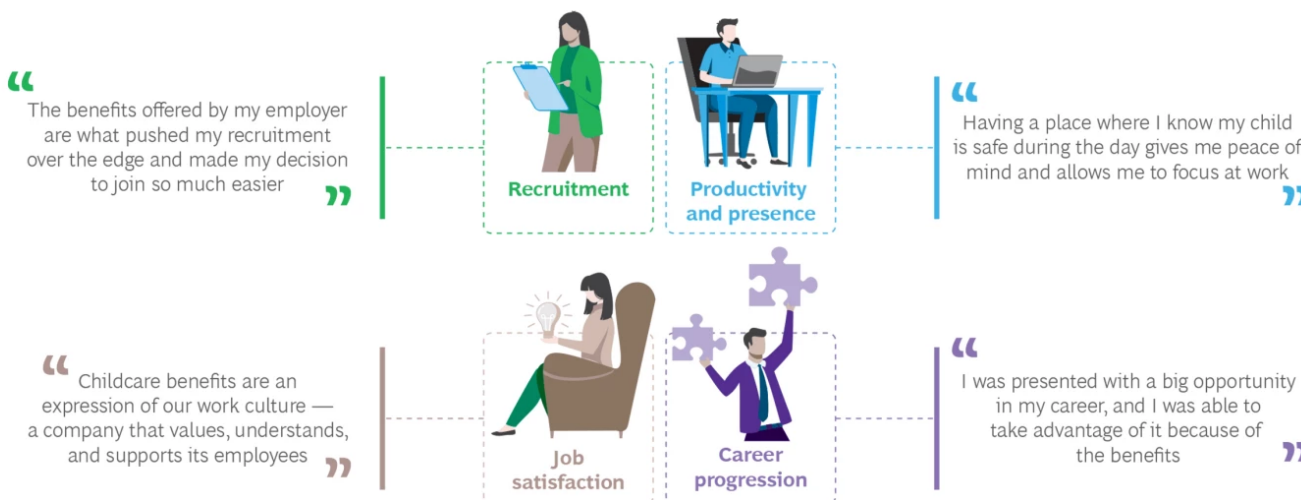 “
The benefits offered by my employer
are what pushed my recruitment
over the edge and made my decision
to join so much easier
”
Recruitment
Productivity
and presence
“
Having a place where I know my child
is safe during the day gives me peace of
mind and allows me to focus at work
”
“
Childcare benefits are an
expression of our work culture —
a company that values, understands,
and supports its employees
”
Job
satisfaction
Career
progression
“
I was presented with a big opportunity
in my career, and I was able to
take advantage of it because of
the benefits
”